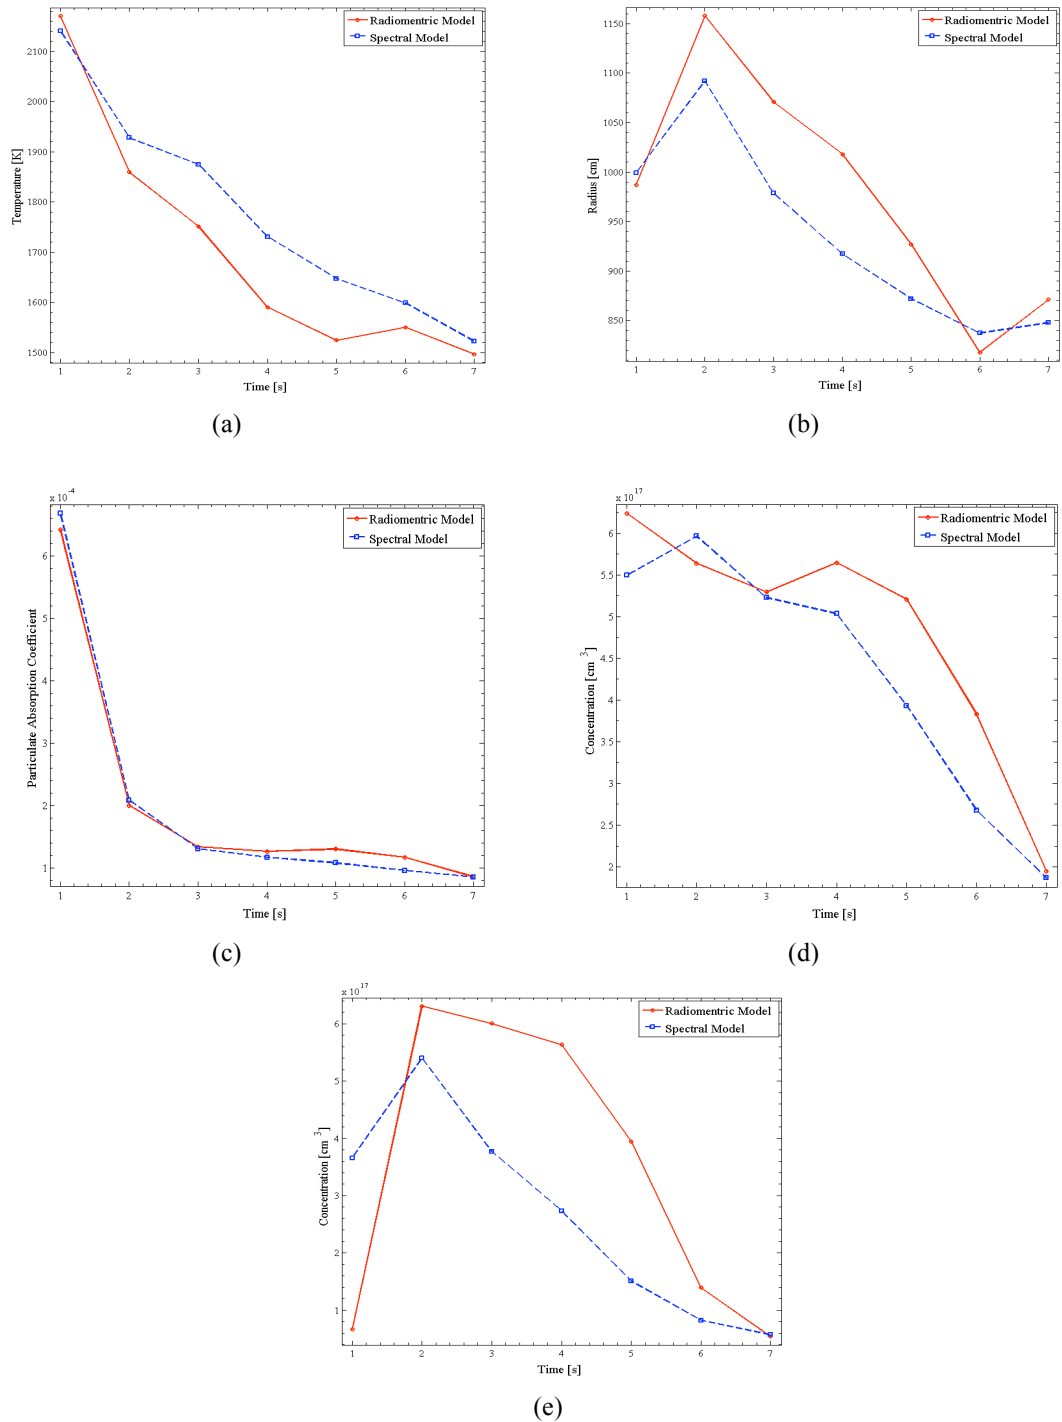 Radiomentric Model
Spectral Model
2100
2000
1900
1800
1700
1600
1500
Temperature [K]
1 2 3 4 5 6 7
Time [s]
(a)
Radiomentric Model
Spectral Model
1150
1100
1050
1000
950
900
850
Radius [cm]
1 2 3 4 5 6 7
Time [s]
(b)
x 10^-4
Radiomentric Model
Spectral Model
6
5
4
3
2
1
Particulate Absorption Coefficient
1 2 3 4 5 6 7
Time [s]
(c)
x 10^17
Radiomentric Model
Spectral Model
6
5.5
5
4.5
4
3.5
3
2.5
2
Concentration [cm^3]
1 2 3 4 5 6 7
Time [s]
(d)
x 10^17
Radiomentric Model
Spectral Model
6
5
4
3
2
1
Concentration [cm^3]
1 2 3 4 5 6 7
Time [s]
(e)